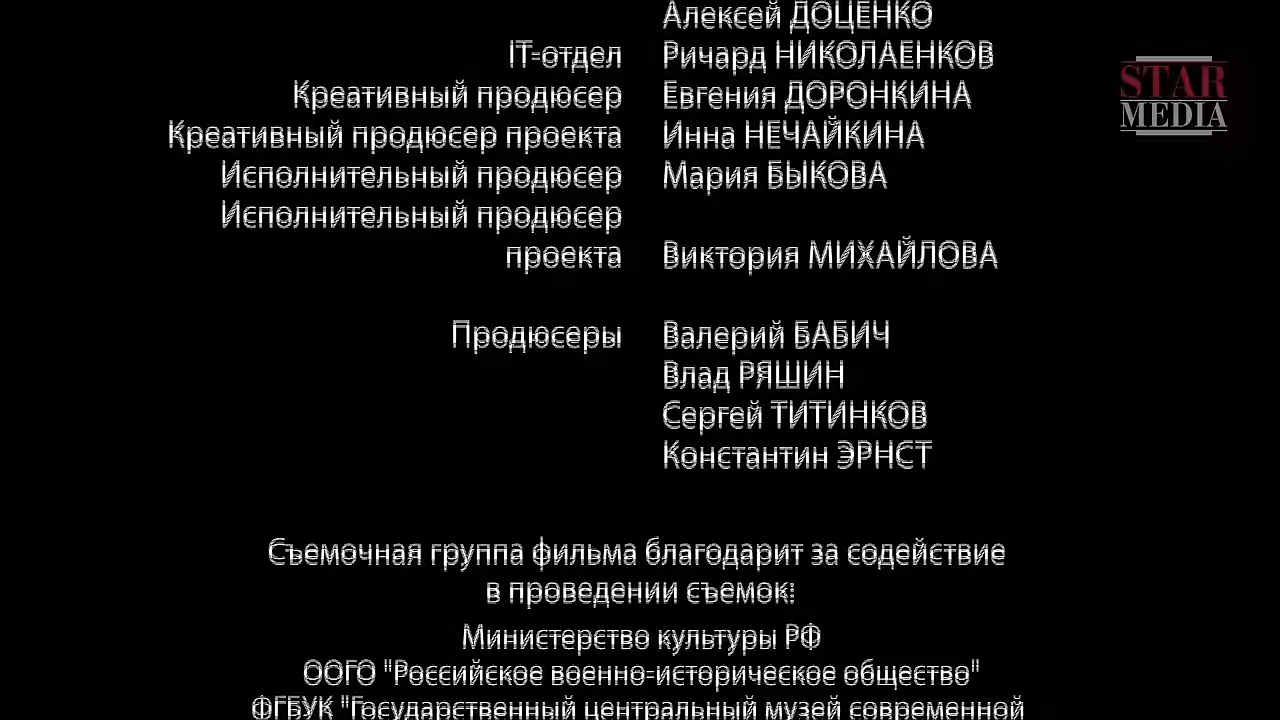 Алексей ДОЦЕНКО
IT-отдел Ричард НИКОЛАЕНКОВ
Креативный продюсер Евгения ДОРОНКИНА
Креативный продюсер проекта Инна НЕЧАЙКИНА
Исполнительный продюсер Мария БЫКОВА
Исполнительный продюсер
проекта Виктория МИХАЙЛОВА
Продюсеры Валерий БАБИЧ
Влад РЯШИН
Сергей ТИТИНКОВ
Константин ЭРНСТ
Съемочная группа фильма благодарит за содействие
в проведении съемок:
Министерство культуры РФ
ООГО "Российское военно-историческое общество"
ФГБУК "Государственный центральный музей современной
STAR
MEDIA